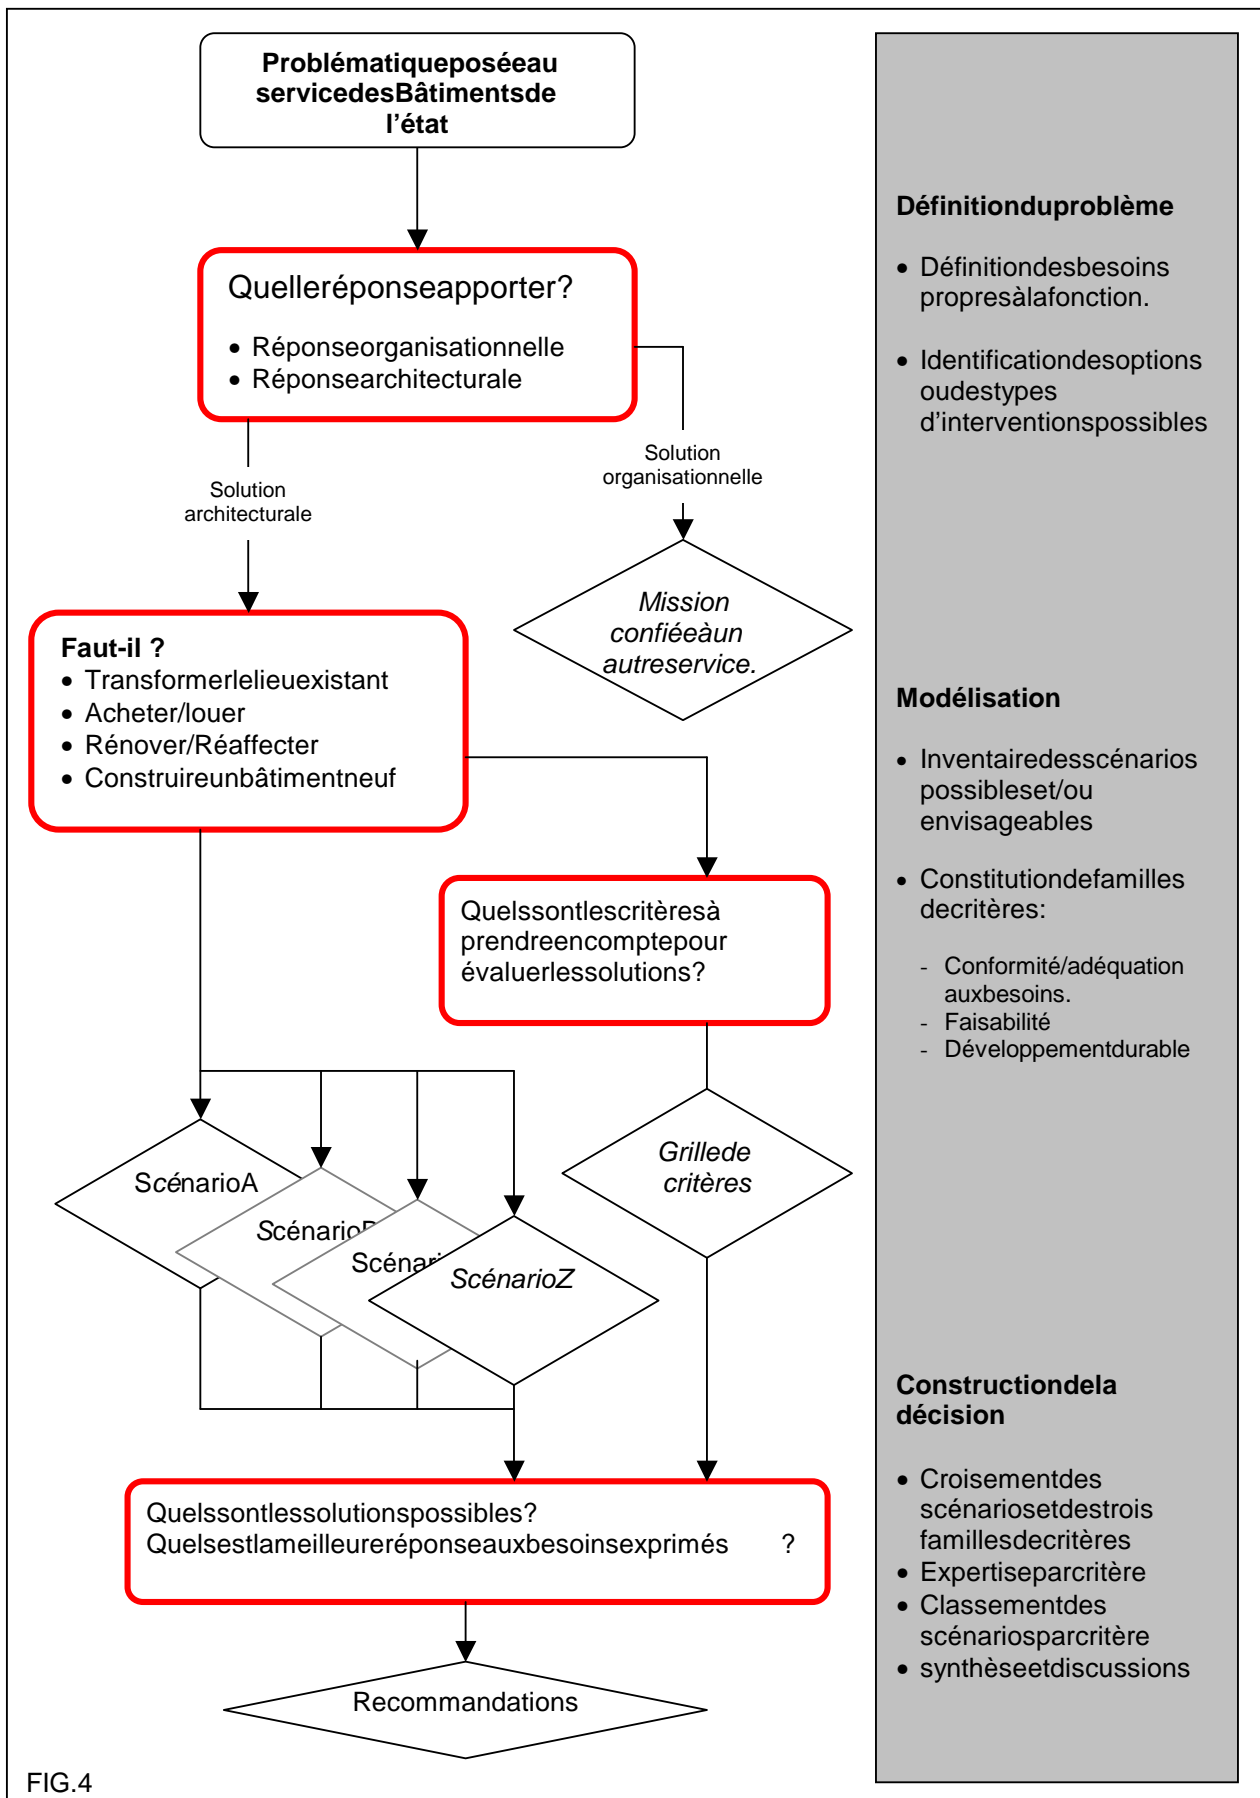 Problématiqueposéeau
servicedesBâtimentsde
l’état
Quelleréponseapporter?
• Réponseorganisationnelle
• Réponsearchitecturale
Solution
organisationnelle
Solution
architecturale
Mission
confiéeàun
autreservice.
Faut-il ?
• Transformerlelieuexistant
• Acheter/louer
• Rénover/Réaffecter
• Construireunbâtimentneuf
Quelssontlescritèresà
prendreencomptepour
évaluerlessolutions?
Grillede
critères
ScénarioA
Scénario
Scénari
ScénarioZ
Quelssontlessolutionspossibles?
Quelsestlameilleureréponseauxbesoinsexprimés ?
Recommandations
FIG.4
Définitionduproblème
• Définitiondesbesoins
propresàlafonction.
• Identificationdesoptions
oudestypes
d’interventionspossibles
Modélisation
• Inventairedesscénarios
possibleset/ou
envisageables
• Constitutiondefamilles
decritères:
- Conformité/adéquation
auxbesoins.
- Faisabilité
- Développementdurable
Constructiondela
décision
• Croisementdes
scénariosetdestrois
famillesdecritères
• Expertiseparcritère
• Classementdes
scénariosparcritère
• synthèseetdiscussions